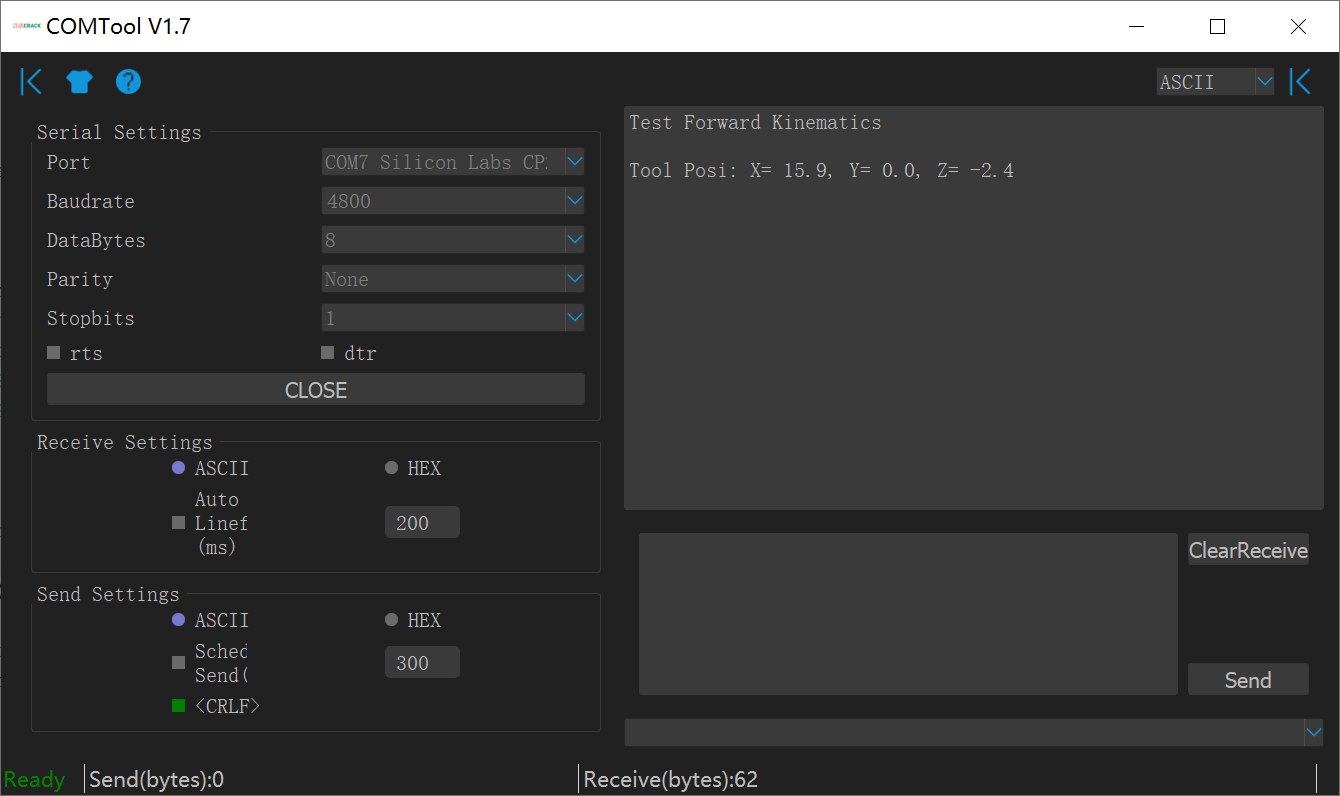 COMTool V1.7
ASCII
Serial Settings
Port COM7 Silicon Labs CP
Baudrate 4800
DataBytes 8
Parity None
Stopbits 1
rts dtr
CLOSE
Receive Settings
ASCII HEX
Auto
Linef
(ms)
200
Send Settings
ASCII HEX
Sched
Send(
300
<CRLF>
Test Forward Kinematics
Tool Posi: X= 15.9, Y= 0.0, Z= -2.4
ClearReceive
Send
Ready Send(bytes):0 Receive(bytes):62